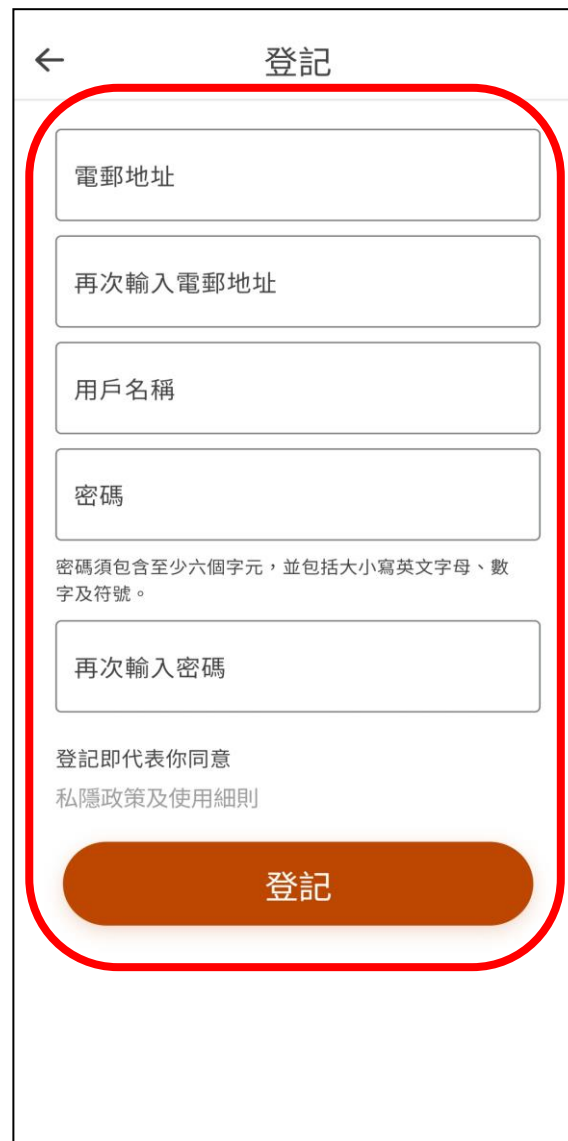 登記
電郵地址
再次輸入電郵地址
用戶名稱
密碼
密碼須包含至少六個字元，並包括大小寫英文字母、數
字及符號。
再次輸入密碼
登記即代表你同意
私隱政策及使用細則
登記